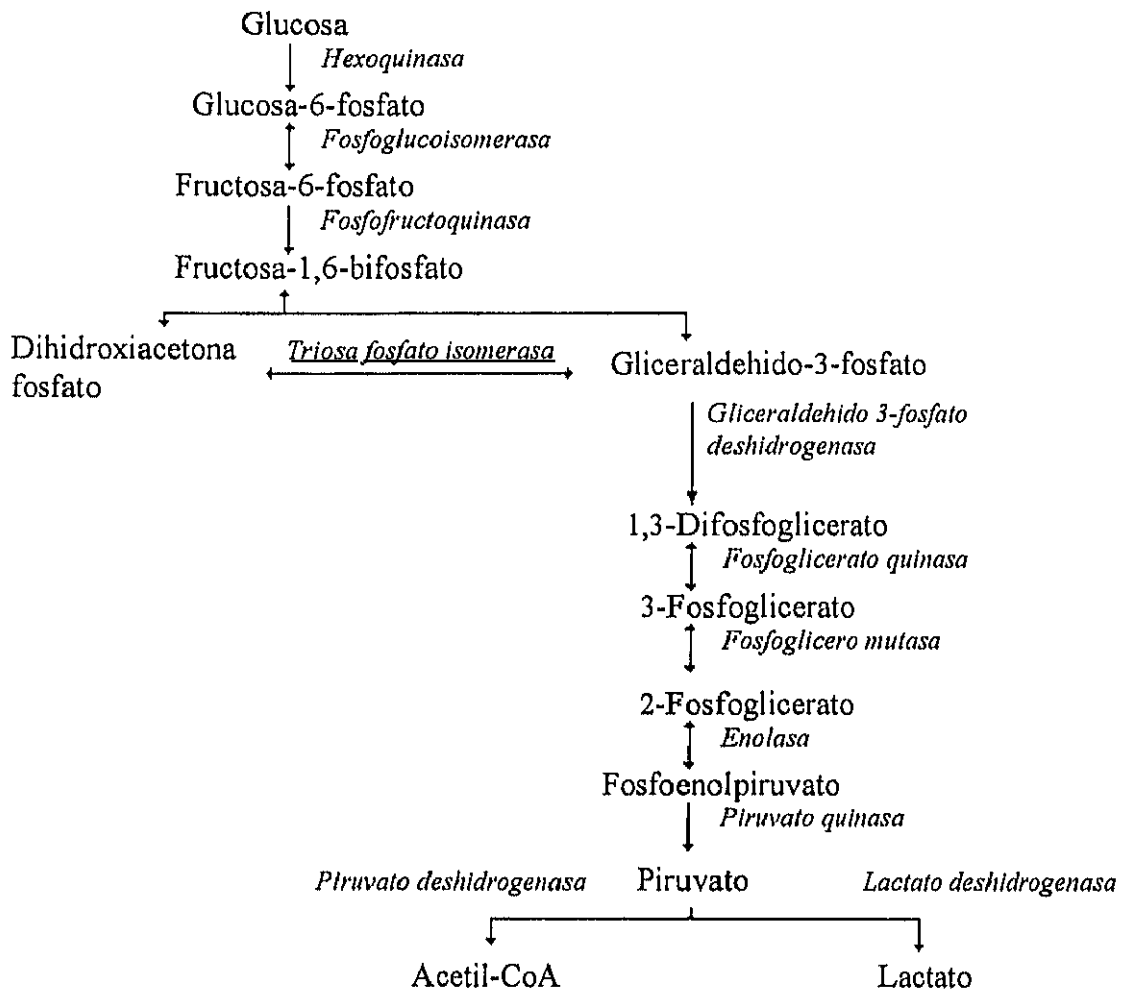 Glucosa
Hexoquinasa
Glucosa-6-fosfato
Fosfoglucoisomerasa
Fructosa-6-fosfato
Fosfofructoquinasa
Fructosa-1,6-bifosfato
Dihidroxiacetona
fosfato
Triosa fosfato isomerasa
Gliceraldehido-3-fosfato
Gliceraldehido 3-fosfato
deshidrogenasa
1,3-Difosfoglicerato
Fosfoglicerato quinasa
3-Fosfoglicerato
Fosfoglicero mutasa
2-Fosfoglicerato
Enolasa
Fosfoenolpiruvato
Piruvato quinasa
Piruvato deshidrogenasa
Piruvato
Lactato deshidrogenasa
Acetil-CoA
Lactato